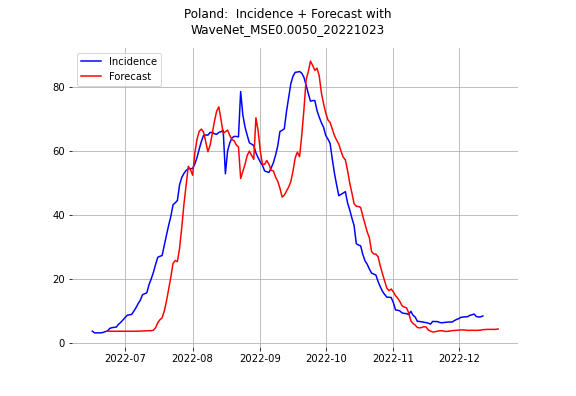 Poland:  Incidence + Forecast with
WaveNet_MSE0.0050_20221023
Incidence
Forecast
80
60
40
20
0
2022-07 2022-08 2022-09 2022-10 2022-11 2022-12